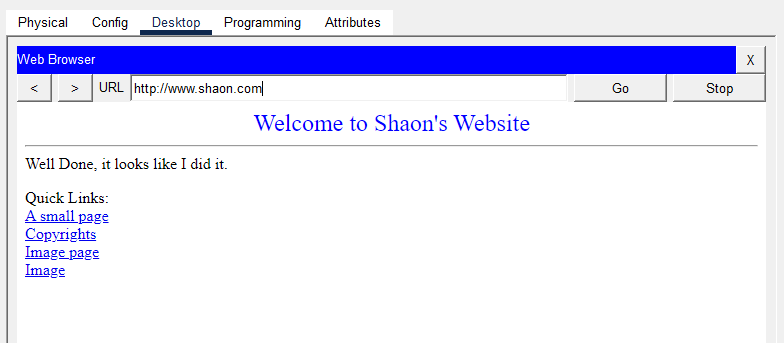 Physical Config Desktop Programming Attributes
Web Browser X
< > URL http://www.shaon.com Go Stop
Welcome to Shaon's Website
Well Done, it looks like I did it.
Quick Links:
A small page
Copyrights
Image page
Image